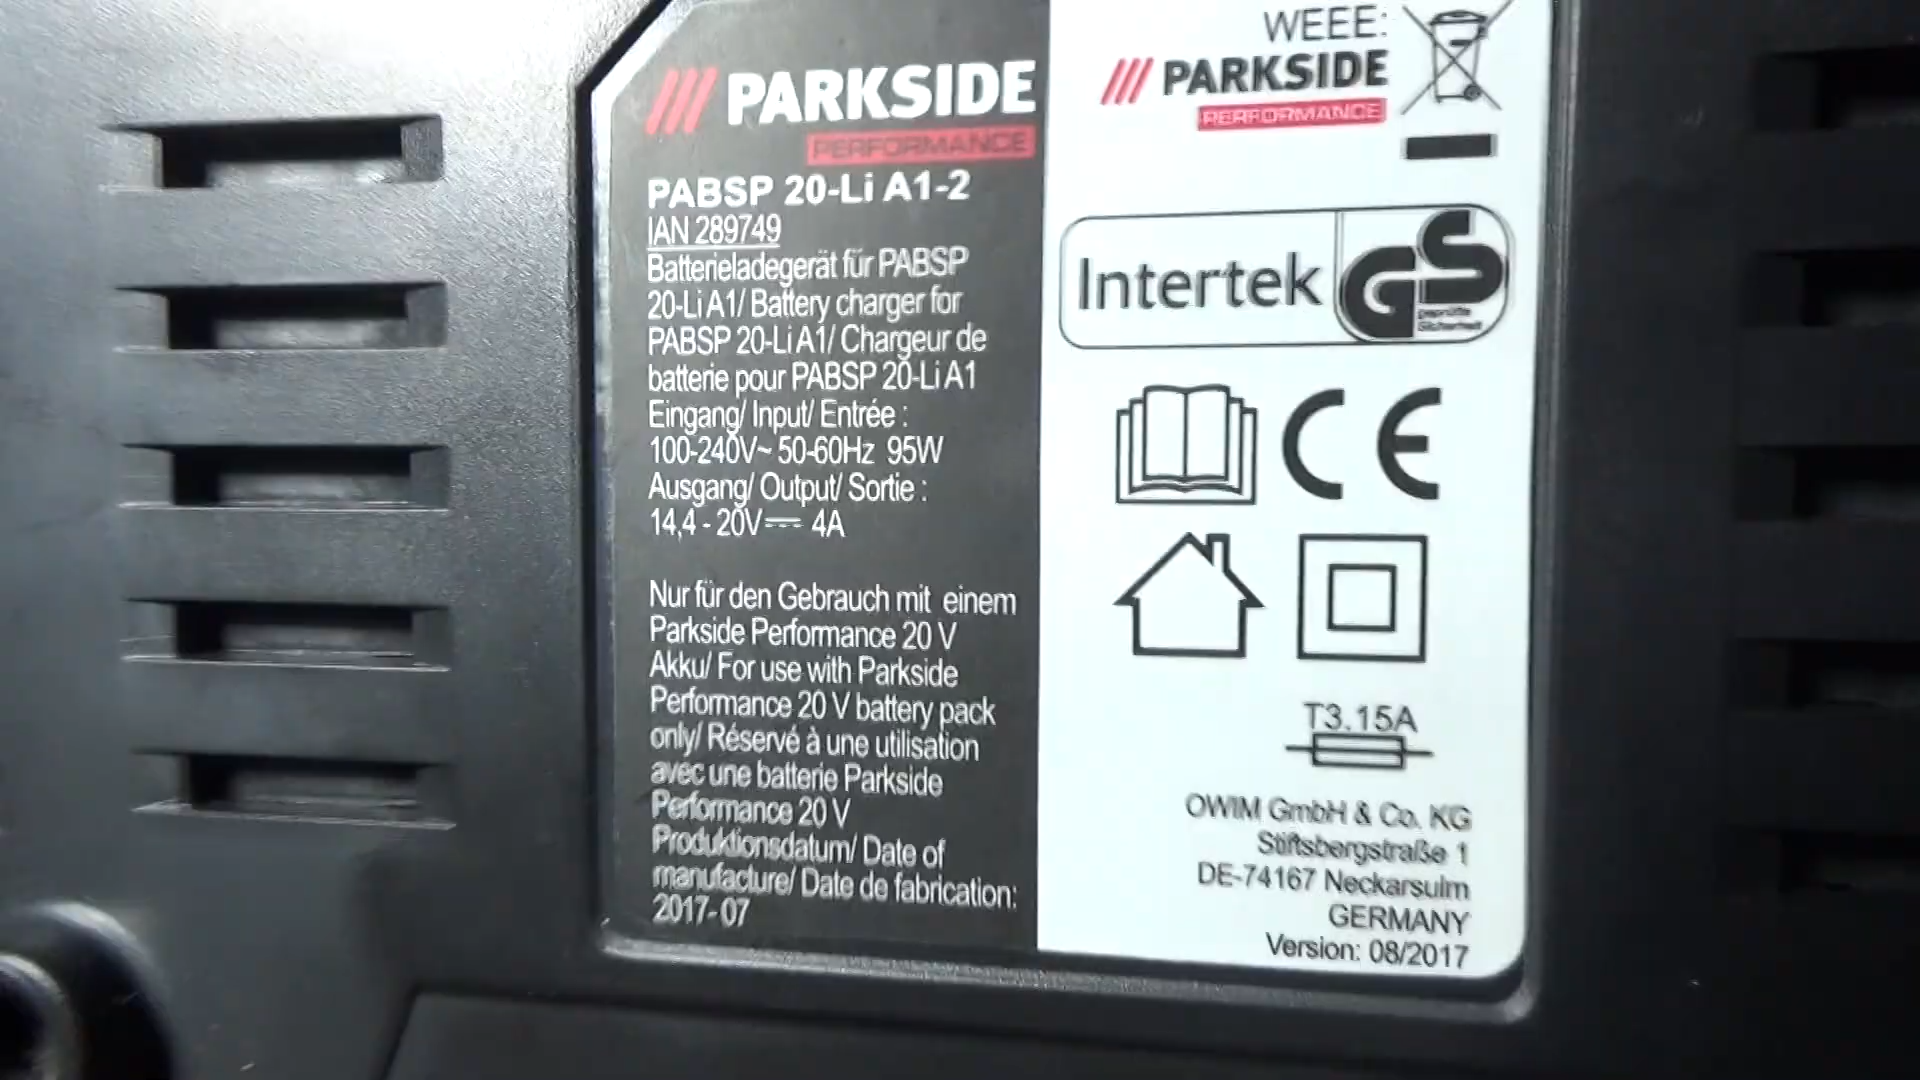 PARKSIDE
PERFORMANCE
PABSP 20-Li A1-2
IAN 289749
Batterieladegerät für PABSP
20-Li A1/ Battery charger for
PABSP 20-Li A1/ Chargeur de
batterie pour PABSP 20-Li A1
Eingang/ Input/ Entrée :
100-240V~ 50-60Hz 95W
Ausgang/ Output/ Sortie :
14,4 - 20V⎓ 4A
Nur für den Gebrauch mit einem
Parkside Performance 20 V
Akku/ For use with Parkside
Performance 20 V battery pack
only/ Réservé à une utilisation
avec une batterie Parkside
Performance 20 V
Produktionsdatum/ Date of
manufacture/ Date de fabrication:
2017-07
WEEE:
PARKSIDE
PERFORMANCE
Intertek
GS
geprüfte
Sicherheit
CE
T3.15A
OWIM GmbH & Co. KG
Stiftsbergstraße 1
DE-74167 Neckarsulm
GERMANY
Version: 08/2017